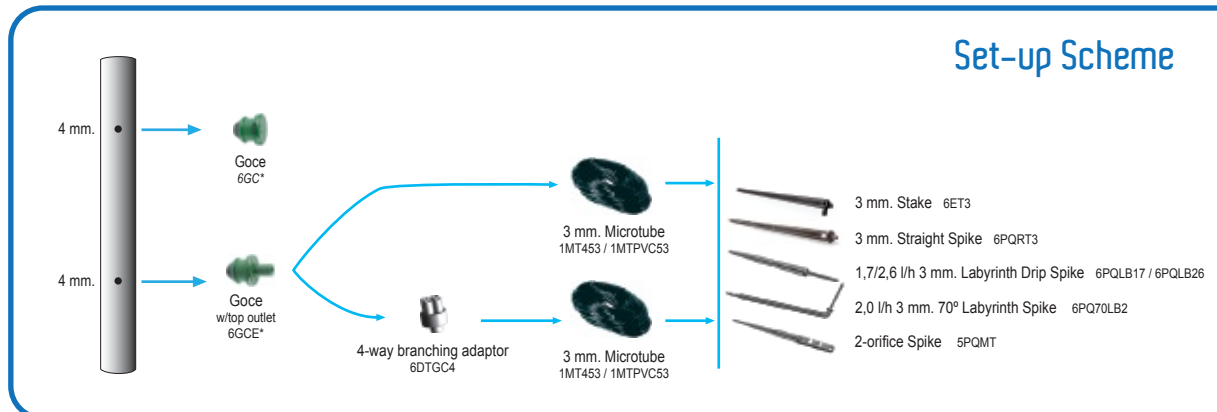 Set-up Scheme
4 mm.
Goce
6GC*
4 mm.
Goce
w/top outlet
6GCE*
3 mm. Microtube
1MT453 / 1MTPVC53
4-way branching adaptor
6DTGC4
3 mm. Microtube
1MT453 / 1MTPVC53
3 mm. Stake 6ET3
3 mm. Straight Spike 6PQRT3
1,7/2,6 l/h 3 mm. Labyrinth Drip Spike 6PQLB17 / 6PQLB26
2,0 l/h 3 mm. 70º Labyrinth Spike 6PQ70LB2
2-orifice Spike 5PQMT